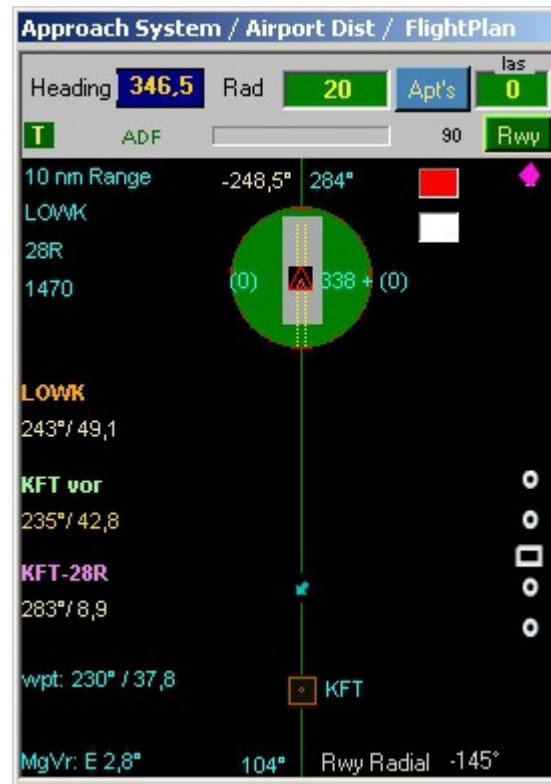 Approach System / Airport Dist / FlightPlan
Heading 346,5 Rad 20 Apt's Ias 0
T ADF 90 Rwy
10 nm Range -248,5° 284°
LOWK
28R
1470 (0) 338 + (0)
LOWK
243°/ 49,1
KFT vor
235°/ 42,8
KFT-28R
283°/ 8,9
wpt: 230° / 37,8 KFT
MgVr: E 2,8° 104° Rwy Radial -145°